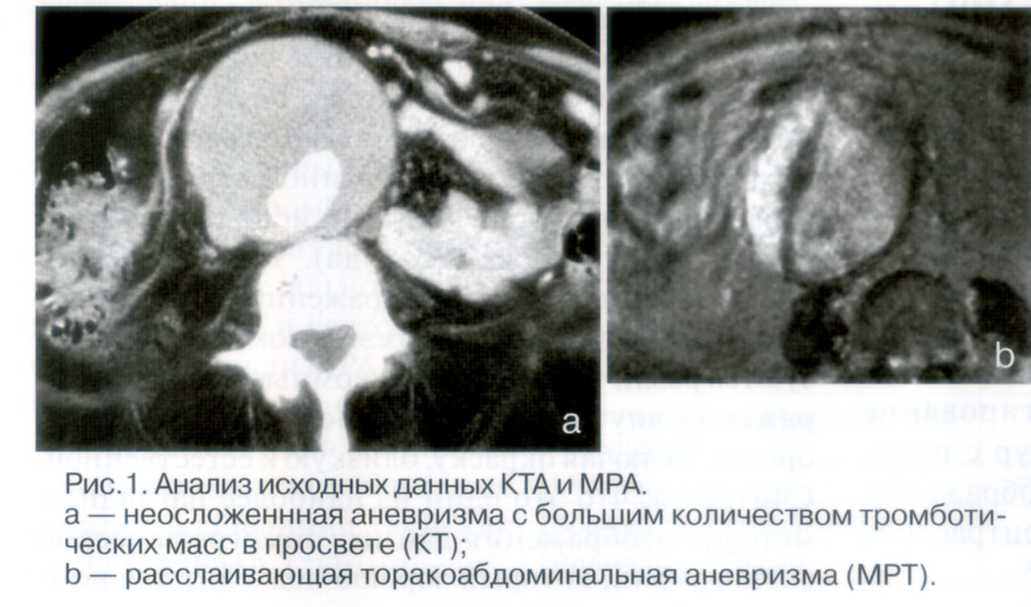 a
b
Рис.1. Анализ исходных данных КТА и МРА.
а — неосложненнная аневризма с большим количеством тромботи-
ческих масс в просвете (КТ);
b — расслаивающая торакоабдоминальная аневризма (МРТ).